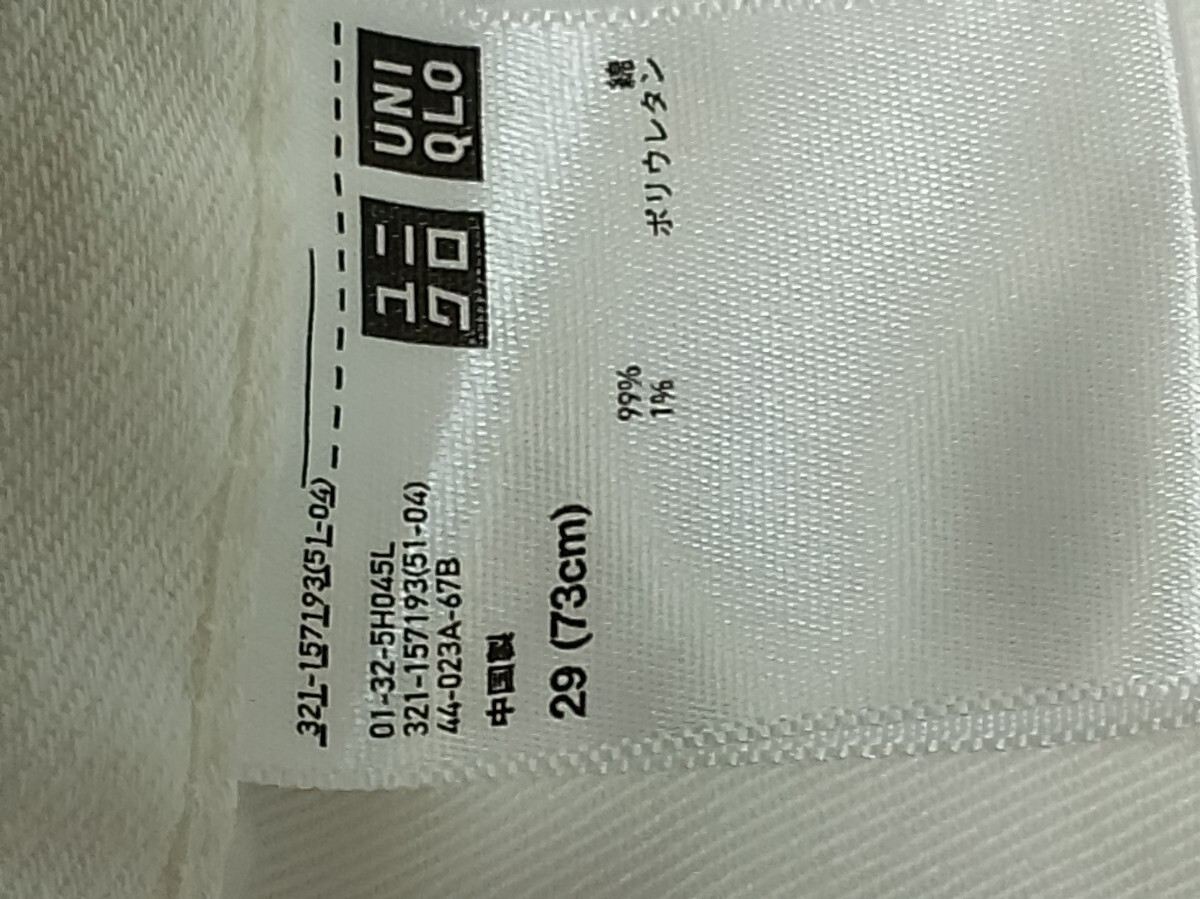 321-157193(51-04)
01-32-5H045L
321-157193(51-04)
44-023A-67B
ユニ
クロ
UNI
QLO
中国製
29 (73cm)
99% 綿
1% ポリウレタン